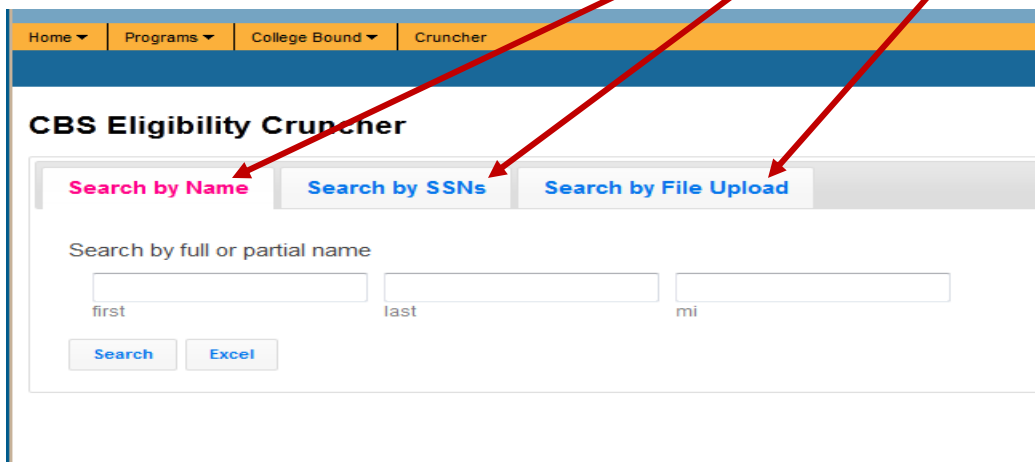 Home Programs College Bound Cruncher
CBS Eligibility Cruncher
Search by Name Search by SSNs Search by File Upload
Search by full or partial name
first last mi
Search Excel